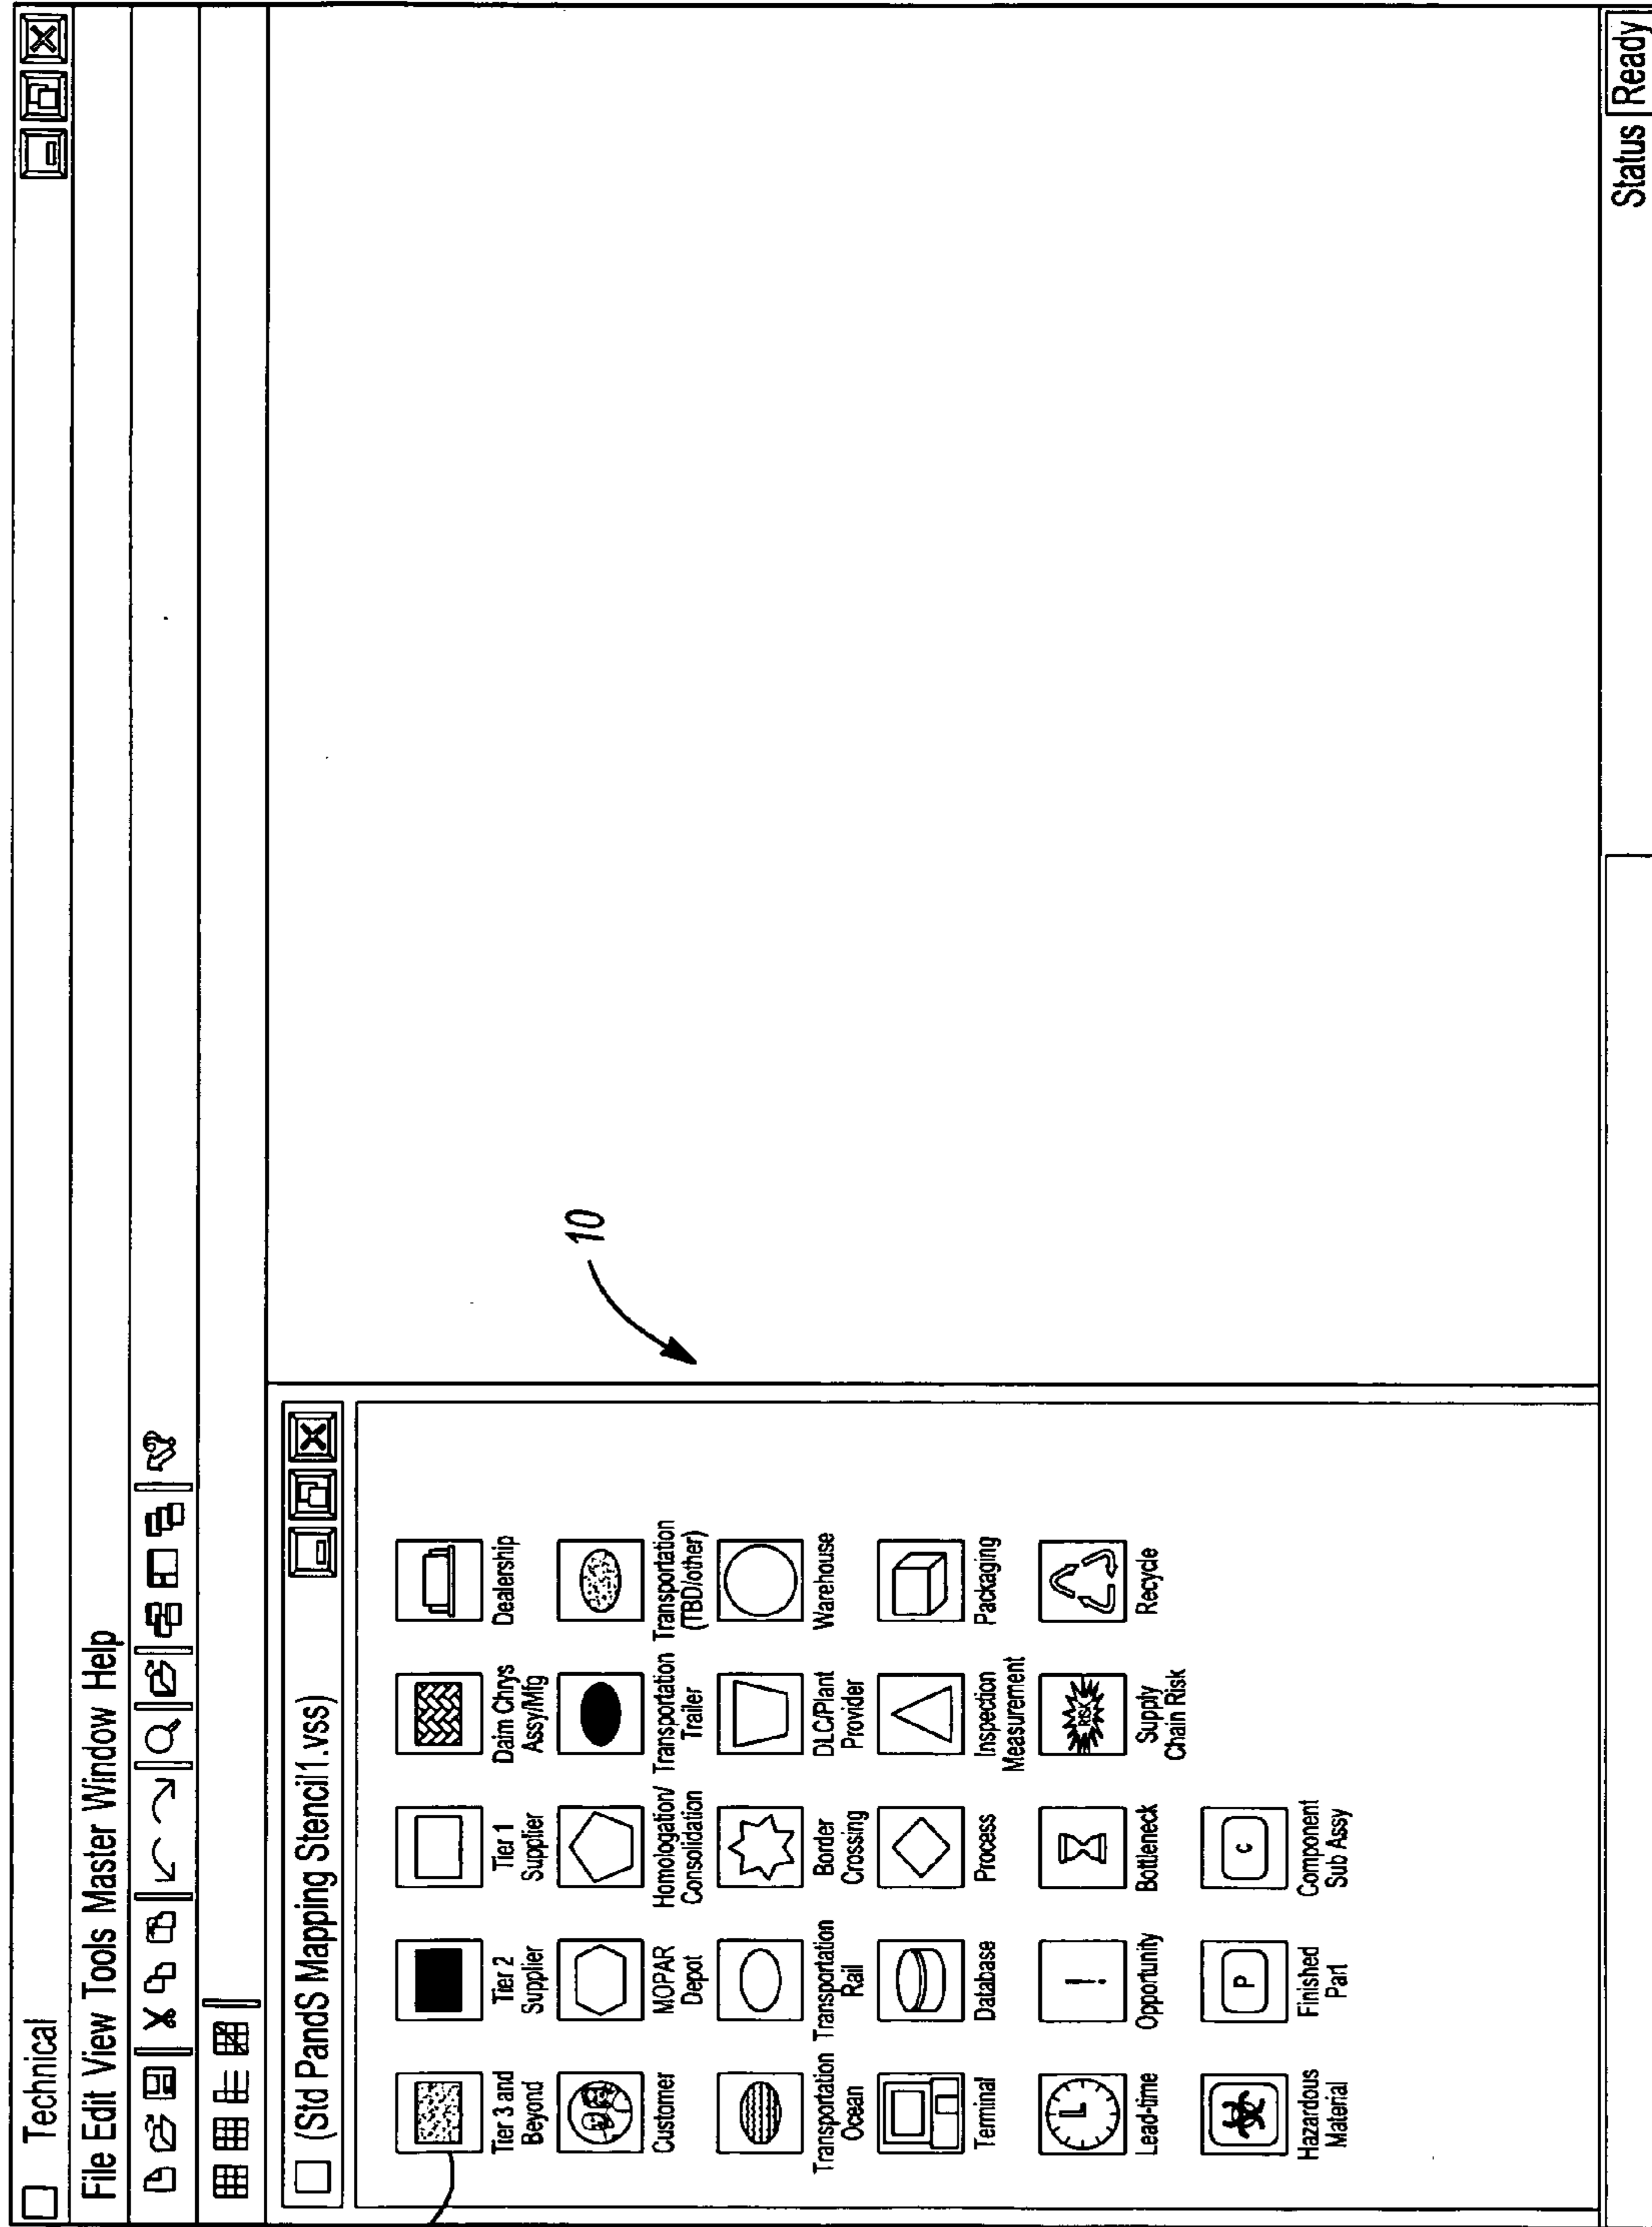 Technical
File Edit View Tools Master Window Help
(Std PandS Mapping Stencil1.vss)
Tier 3 and
Beyond
Tier 2
Supplier
Tier 1
Supplier
Daim Chrys
Assy/Mfg
Dealership
Customer
MOPAR
Depot
Homologation/
Consolidation
Transportation
Trailer
Transportation
(TBD/other)
Transportation
Ocean
Transportation
Rail
Border
Crossing
DLC/Plant
Provider
Warehouse
Terminal
Database
Process
Inspection
Measurement
Packaging
L
Lead-time
!
Opportunity
Bottleneck
RISK
Supply
Chain Risk
Recycle
Hazardous
Material
P
Finished
Part
C
Component
Sub Assy
10
Status Ready